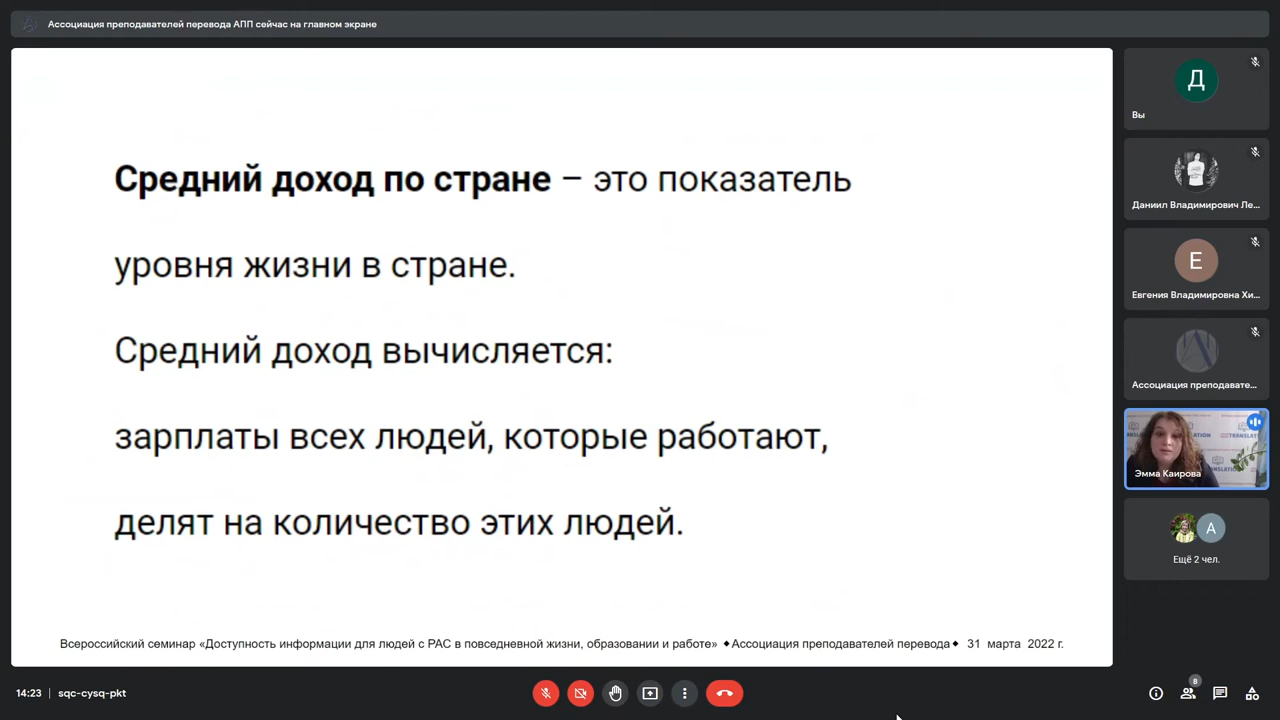 Ассоциация преподавателей перевода АПП сейчас на главном экране
Средний доход по стране – это показатель
уровня жизни в стране.
Средний доход вычисляется:
зарплаты всех людей, которые работают,
делят на количество этих людей.
Всероссийский семинар «Доступность информации для людей с РАС в повседневной жизни, образовании и работе» ◆Ассоциация преподавателей перевода◆ 31 марта 2022 г.
Д
Вы
Даниил Владимирович Ле...
Е
Евгения Владимировна Хи...
Ассоциация преподавате...
Эмма Каирова
А
Ещё 2 чел.
14:23 | sqc-cysq-pkt
8